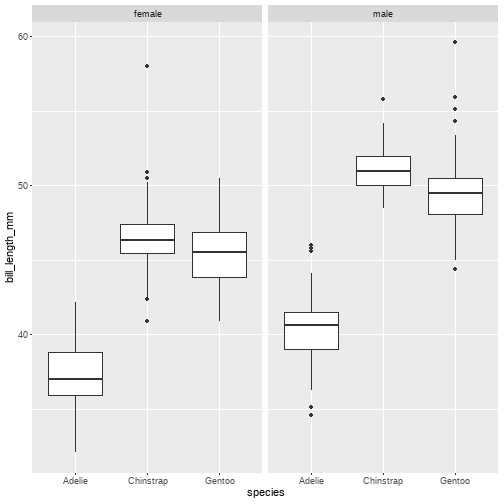 female male
60
50
40
bill_length_mm
Adelie Chinstrap Gentoo Adelie Chinstrap Gentoo
species